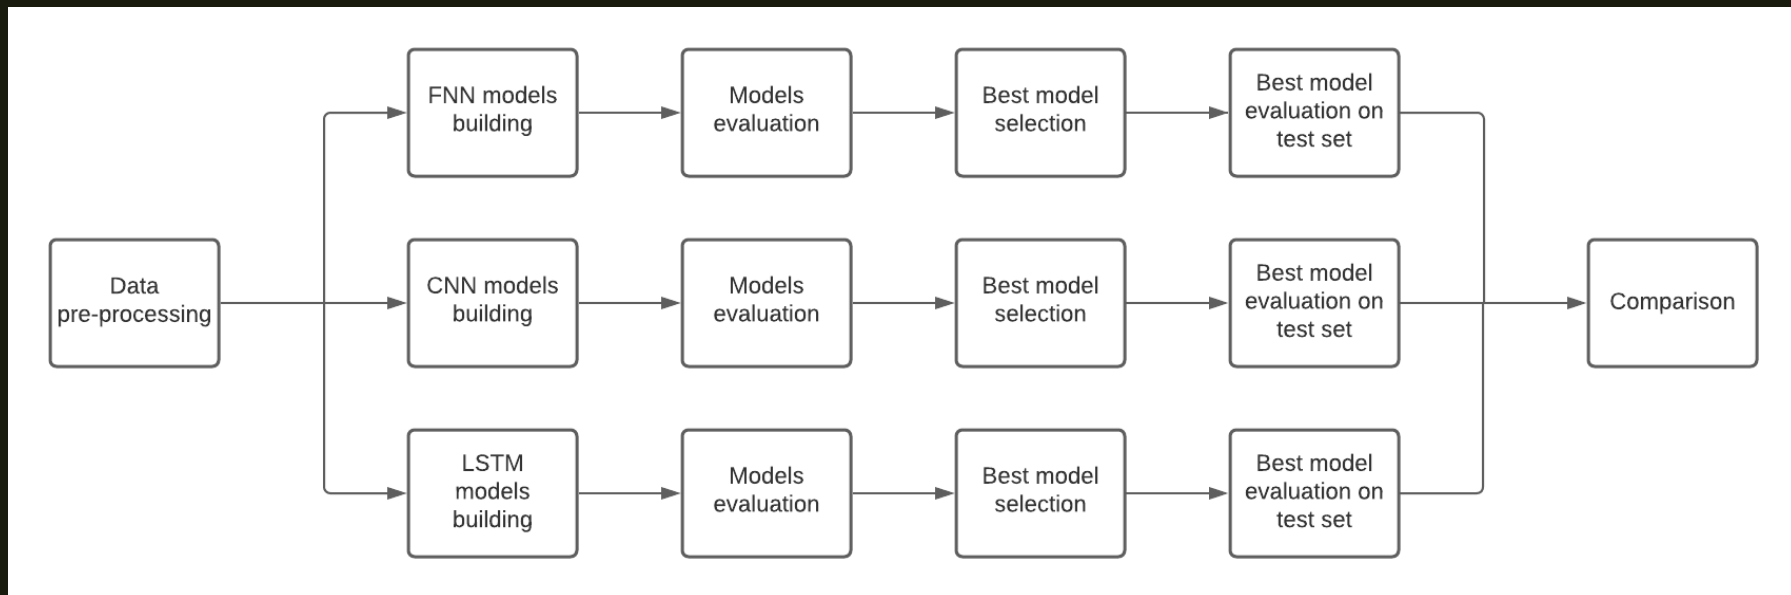 Data
pre-processing
FNN models
building
Models
evaluation
Best model
selection
Best model
evaluation on
test set
CNN models
building
Models
evaluation
Best model
selection
Best model
evaluation on
test set
LSTM
models
building
Models
evaluation
Best model
selection
Best model
evaluation on
test set
Comparison